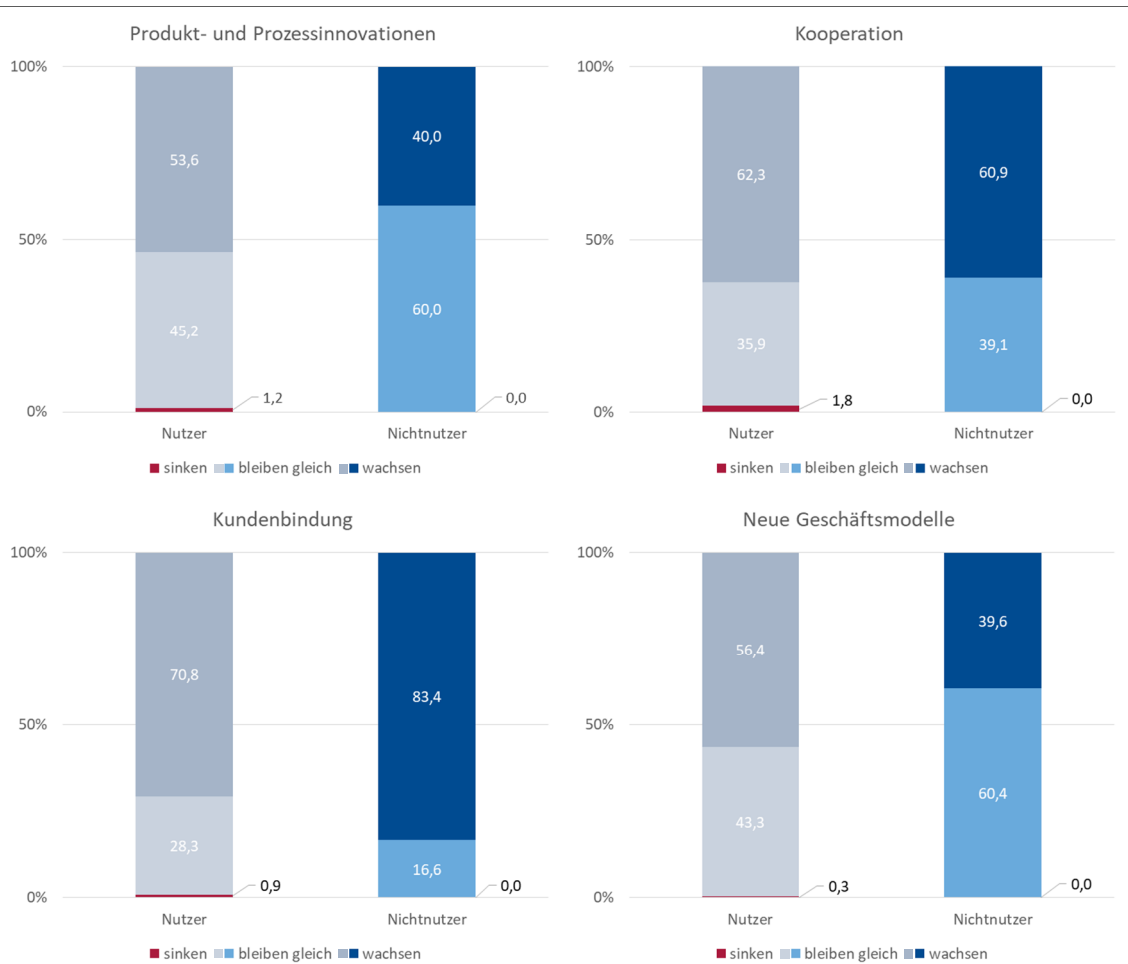 Produkt- und Prozessinnovationen
100%
50%
0%
53,6
45,2
1,2
40,0
60,0
0,0
Nutzer
Nichtnutzer
sinken bleiben gleich wachsen
Kooperation
100%
50%
0%
62,3
35,9
1,8
60,9
39,1
0,0
Nutzer
Nichtnutzer
sinken bleiben gleich wachsen
Kundenbindung
100%
50%
0%
70,8
28,3
0,9
83,4
16,6
0,0
Nutzer
Nichtnutzer
sinken bleiben gleich wachsen
Neue Geschäftsmodelle
100%
50%
0%
56,4
43,3
0,3
39,6
60,4
0,0
Nutzer
Nichtnutzer
sinken bleiben gleich wachsen